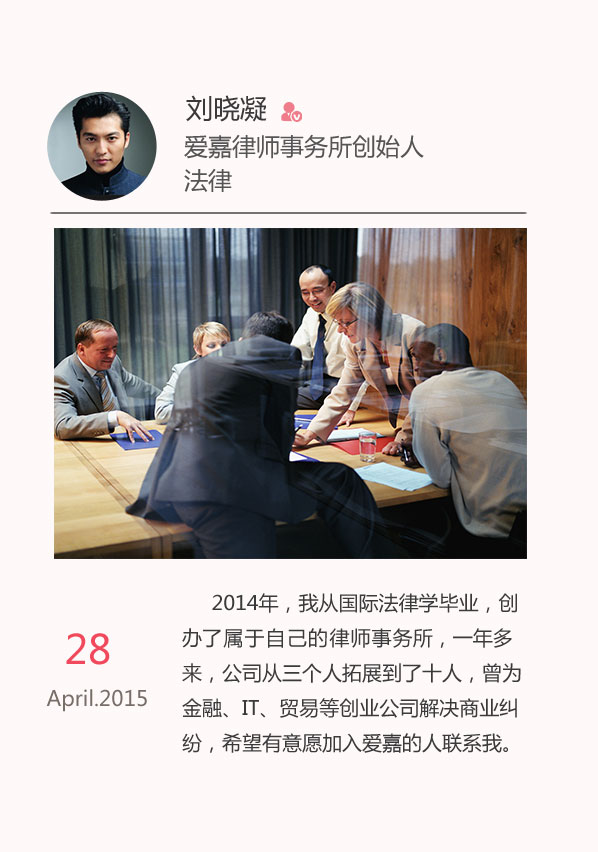 刘晓凝
爱嘉律师事务所创始人
法律
28
April.2015
2014年，我从国际法律学毕业，创
办了属于自己的律师事务所，一年多
来，公司从三个人拓展到了十人，曾为
金融、IT、贸易等创业公司解决商业纠
纷，希望有意愿加入爱嘉的人联系我。